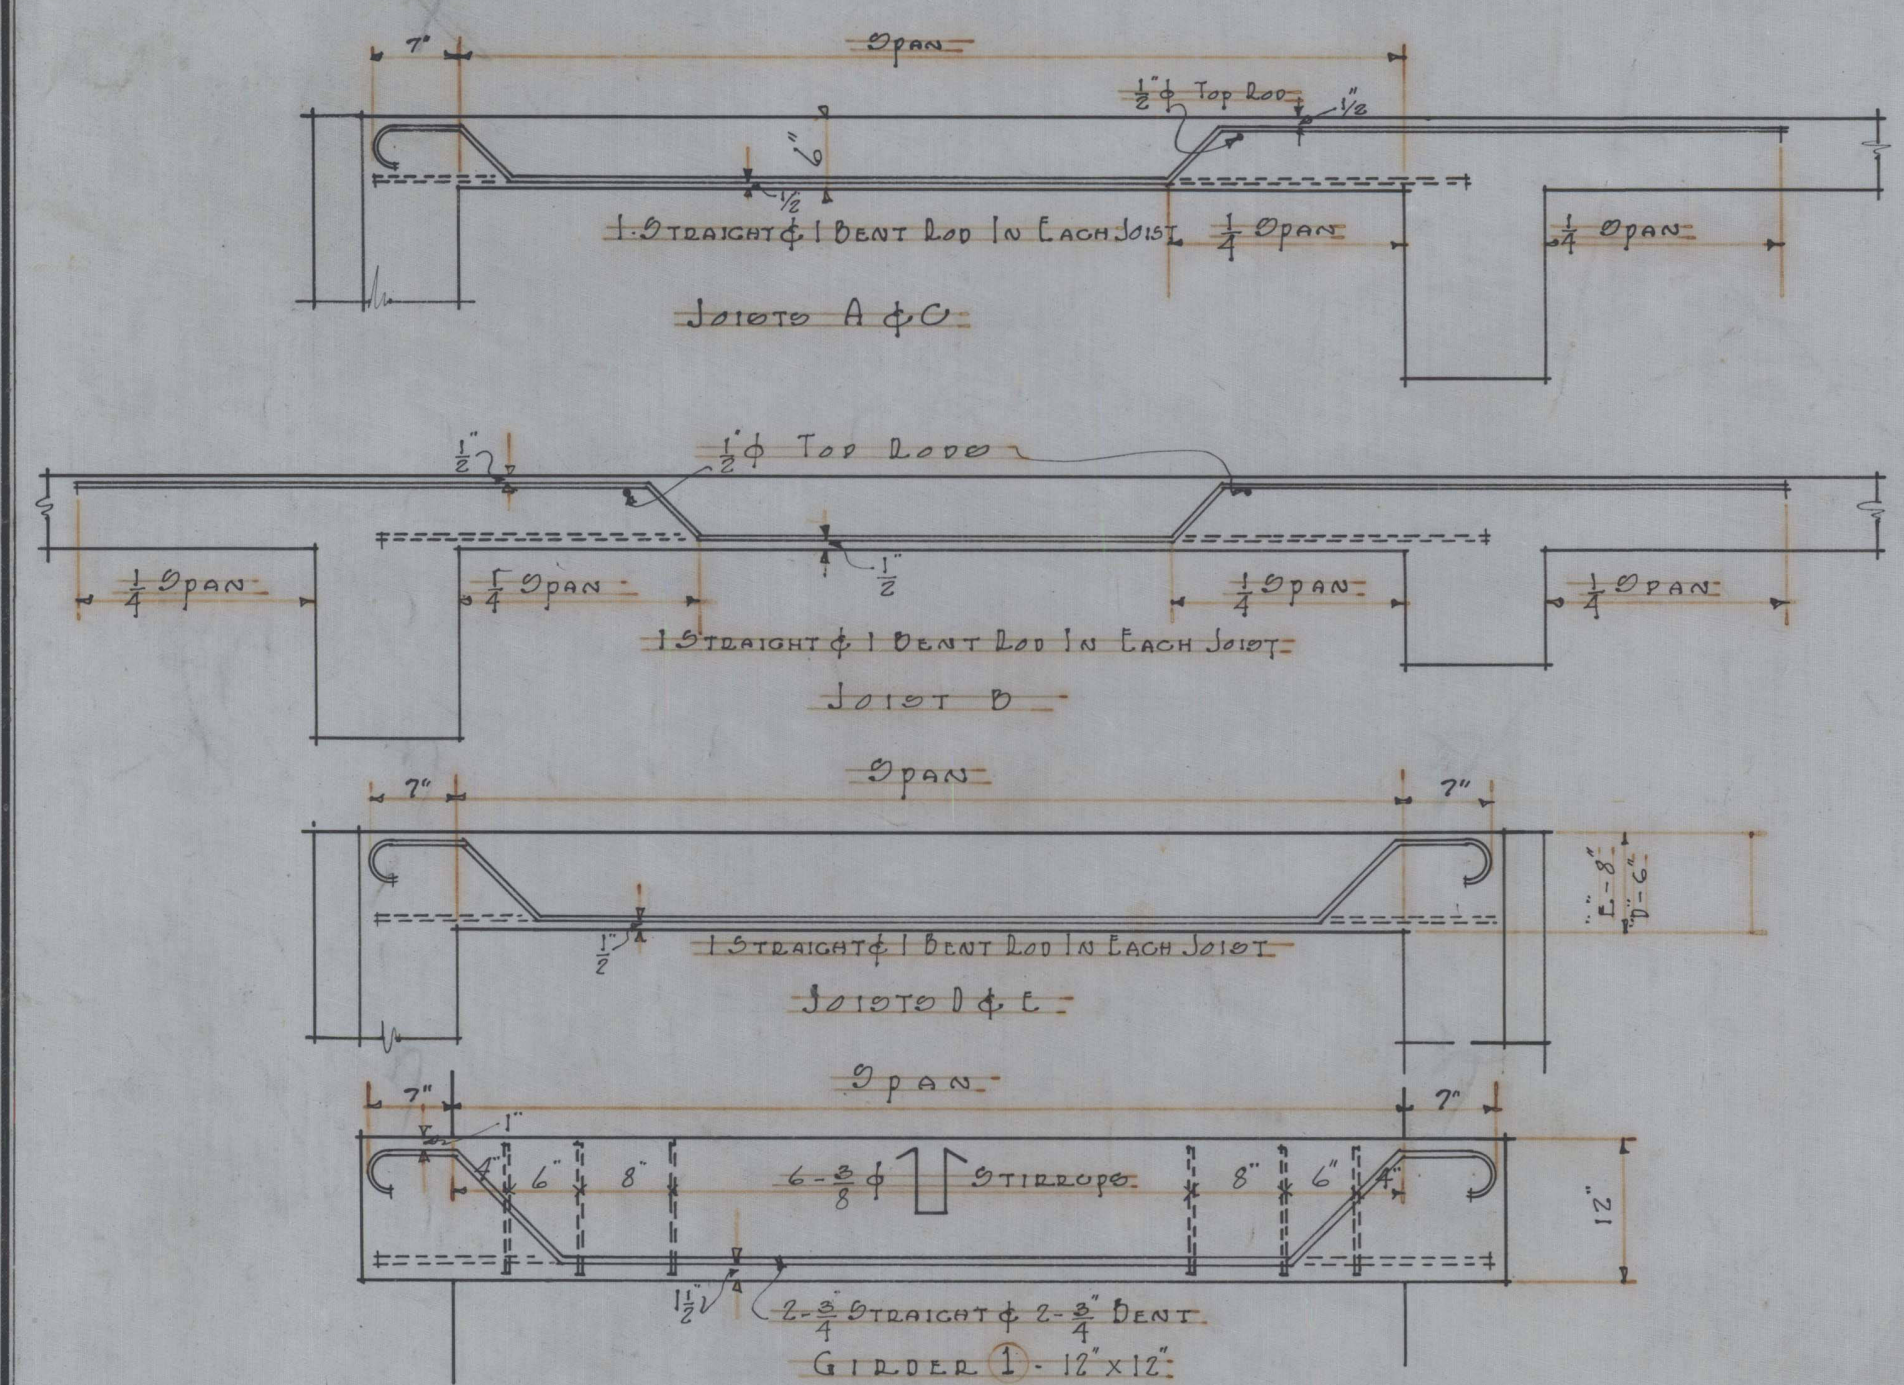 7"
Span
1/2"ϕ Top Rod
1/2"
6"
1/2
1 Straight & 1 Bent Rod In Each Joist
1/4 Span
1/4 Span
Joists A & C
1/2"
1/2"ϕ Top Rods
1/2"
1/4 Span
1/4 Span
1/4 Span
1/4 Span
1 Straight & 1 Bent Rod In Each Joist
Joist B
Span
7"
7"
"E-8"
"D"-6"
1/2"
1 Straight & 1 Bent Rod In Each Joist
Joists D & E
Span
7"
7"
1"
4"
6"
8"
6-3/8ϕ
Stirrups
8"
6"
4"
12"
1 1/2"
2-3/4" Straight & 2-3/4" Bent
Girder 1 - 12" x 12"